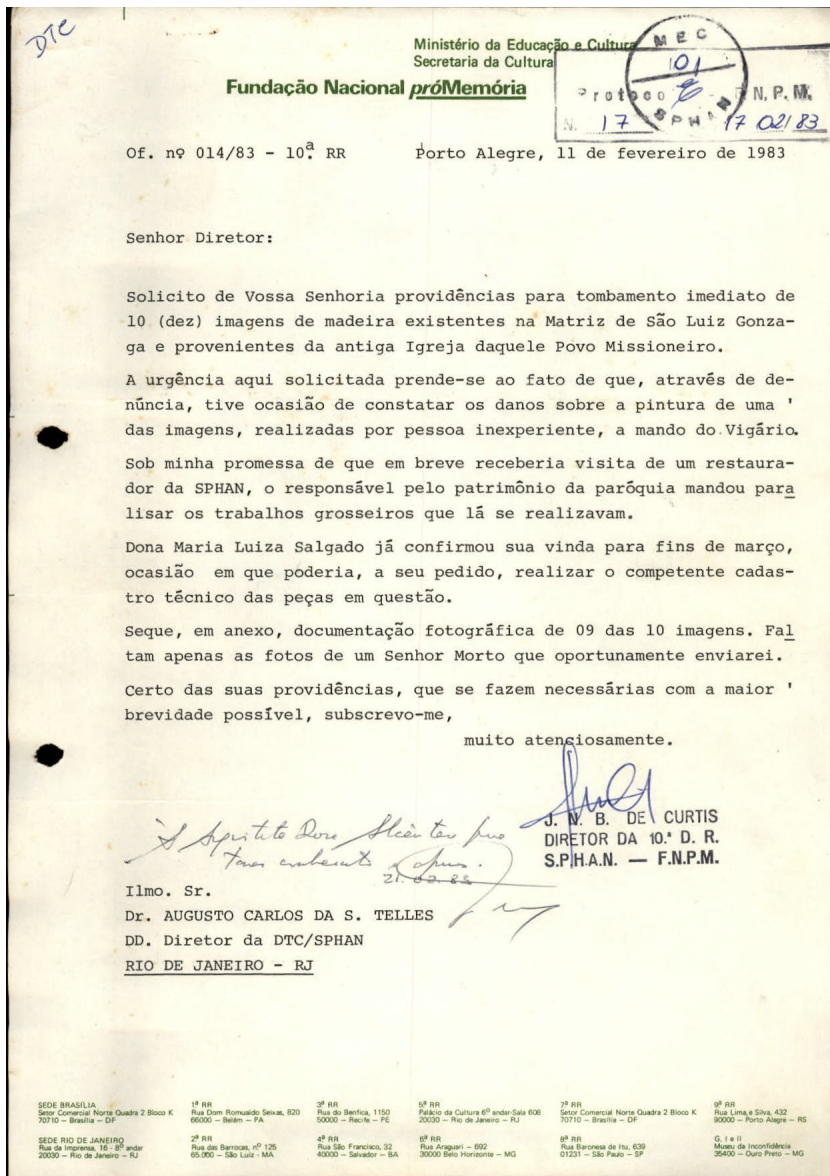 DTC
Ministério da Educação e Cultura
Secretaria da Cultura
Fundação Nacional próMemória
MEC
101
SPHAN
Protoco N.P.M.
N. 17 17 02/83
Of. nº 014/83 - 10ª RR Porto Alegre, 11 de fevereiro de 1983
Senhor Diretor:
Solicito de Vossa Senhoria providências para tombamento imediato de
10 (dez) imagens de madeira existentes na Matriz de São Luiz Gonza-
ga e provenientes da antiga Igreja daquele Povo Missioneiro.
A urgência aqui solicitada prende-se ao fato de que, através de de-
núncia, tive ocasião de constatar os danos sobre a pintura de uma '
das imagens, realizadas por pessoa inexperiente, a mando do Vigário.
Sob minha promessa de que em breve receberia visita de um restaura-
dor da SPHAN, o responsável pelo patrimônio da paróquia mandou para
lisar os trabalhos grosseiros que lá se realizavam.
Dona Maria Luiza Salgado já confirmou sua vinda para fins de março,
ocasião em que poderia, a seu pedido, realizar o competente cadas-
tro técnico das peças em questão.
Seque, em anexo, documentação fotográfica de 09 das 10 imagens. Fal
tam apenas as fotos de um Senhor Morto que oportunamente enviarei.
Certo das suas providências, que se fazem necessárias com a maior '
brevidade possível, subscrevo-me,
muito atenciosamente.
J. N. B. DE CURTIS
DIRETOR DA 10.ª D. R.
S.P.H.A.N. — F.N.P.M.
21.02.83
Ilmo. Sr.
Dr. AUGUSTO CARLOS DA S. TELLES
DD. Diretor da DTC/SPHAN
RIO DE JANEIRO - RJ
SEDE BRASÍLIA
Setor Comercial Norte Quadra 2 Bloco K
70710 — Brasília — DF
SEDE RIO DE JANEIRO
Rua da Imprensa, 16 - 8º andar
20030 — Rio de Janeiro — RJ
1ª RR
Rua Dom Romualdo Seixas, 820
66000 — Belém — PA
2ª RR
Rua das Barrocas, nº 125
65.000 — São Luiz - MA
3ª RR
Rua do Benfica, 1150
50000 — Recife — PE
4ª RR
Rua São Francisco, 32
40000 — Salvador — BA
5ª RR
Palácio da Cultura 6º andar-Sala 608
20030 — Rio de Janeiro — RJ
6ª RR
Rua Araguari — 692
30000 Belo Horizonte — MG
7ª RR
Setor Comercial Norte Quadra 2 Bloco K
70710 — Brasília — DF
8ª RR
Rua Baronesa de Itu, 639
01231 — São Paulo — SP
9ª RR
Rua Lima e Silva, 432
90000 — Porto Alegre — RS
G. I e II
Museu da Inconfidência
35400 — Ouro Preto — MG